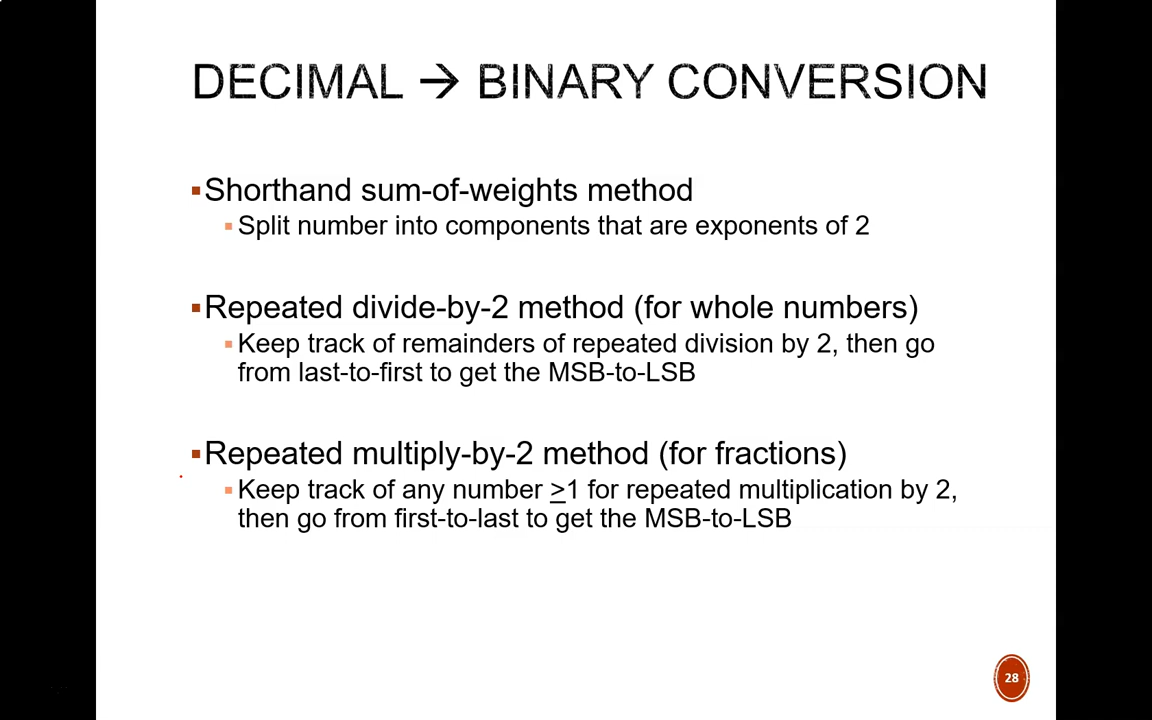 DECIMAL → BINARY CONVERSION
▪Shorthand sum-of-weights method
▪Split number into components that are exponents of 2
▪Repeated divide-by-2 method (for whole numbers)
▪Keep track of remainders of repeated division by 2, then go
from last-to-first to get the MSB-to-LSB
▪Repeated multiply-by-2 method (for fractions)
▪Keep track of any number ≥1 for repeated multiplication by 2,
then go from first-to-last to get the MSB-to-LSB
28